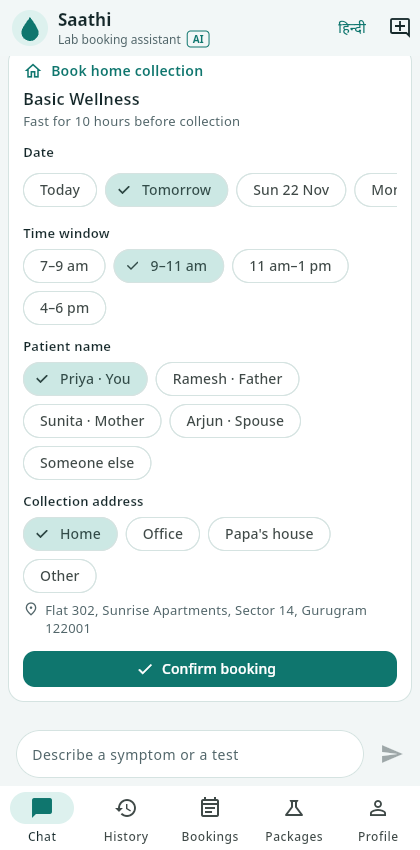 Saathi
Lab booking assistant AI
हिन्दी
Book home collection
Basic Wellness
Fast for 10 hours before collection
Date
Today Tomorrow Sun 22 Nov Mon
Time window
7–9 am 9–11 am 11 am–1 pm
4–6 pm
Patient name
Priya · You Ramesh · Father
Sunita · Mother Arjun · Spouse
Someone else
Collection address
Home Office Papa's house
Other
Flat 302, Sunrise Apartments, Sector 14, Gurugram
122001
Confirm booking
Describe a symptom or a test
Chat History Bookings Packages Profile